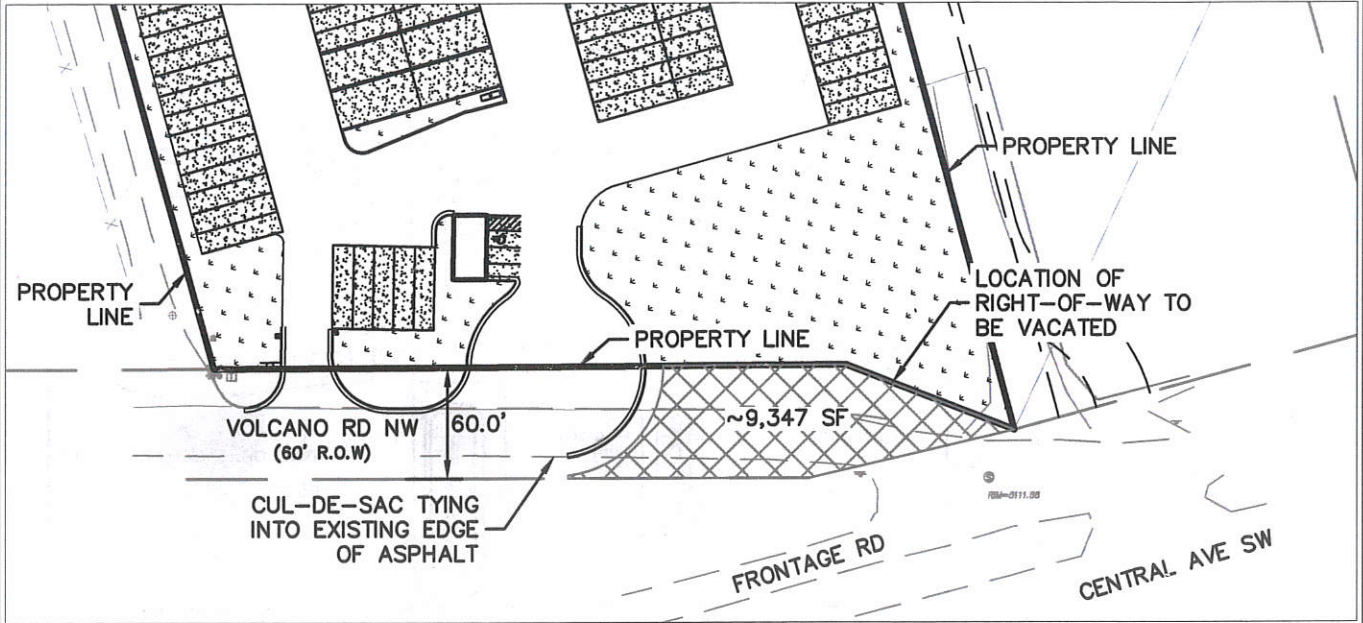 PROPERTY LINE
PROPERTY
LINE
LOCATION OF
RIGHT-OF-WAY TO
BE VACATED
PROPERTY LINE
VOLCANO RD NW
(60' R.O.W)
60.0'
~9,347 SF
CUL-DE-SAC TYING
INTO EXISTING EDGE
OF ASPHALT
FRONTAGE RD
CENTRAL AVE SW